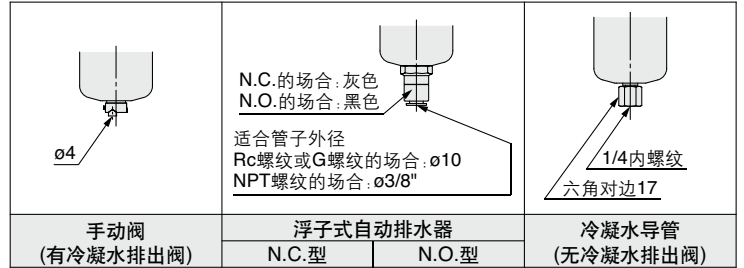 ø4
N.C.的场合:灰色
N.O.的场合:黑色
适合管子外径
Rc螺纹或G螺纹的场合:ø10
NPT螺纹的场合:ø3/8"
1/4内螺纹
六角对边17
手动阀
(有冷凝水排出阀)
浮子式自动排水器
N.C.型
N.O.型
冷凝水导管
(无冷凝水排出阀)